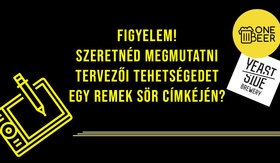 FIGYELEM!
SZERETNÉD MEGMUTATNI
TERVEZŐI TEHETSÉGEDET
EGY REMEK SÖR CÍMKÉJÉN?
ONE
BEER
YEAST
SIDE
BREWERY